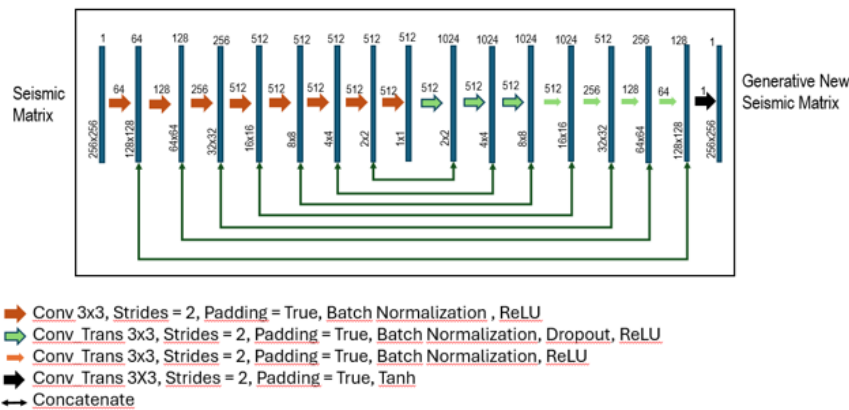 1 64 128 256 512 512 512 512 512 1024 1024 1024 1024 512 256 128 1
Seismic
Matrix
64 128 256 512 512 512 512 512 512 512 512 512 256 128 64 1
Generative New
Seismic Matrix
256x256 128x128 64x64 32x32 16x16 8x8 4x4 2x2 1x1 2x2 4x4 8x8 16x16 32x32 64x64 128x128 256x256
Conv 3x3, Strides = 2, Padding = True, Batch Normalization , ReLU
Conv_Trans 3x3, Strides = 2, Padding = True, Batch Normalization, Dropout, ReLU
Conv_Trans 3x3, Strides = 2, Padding = True, Batch Normalization, ReLU
Conv_Trans 3X3, Strides = 2, Padding = True, Tanh
Concatenate